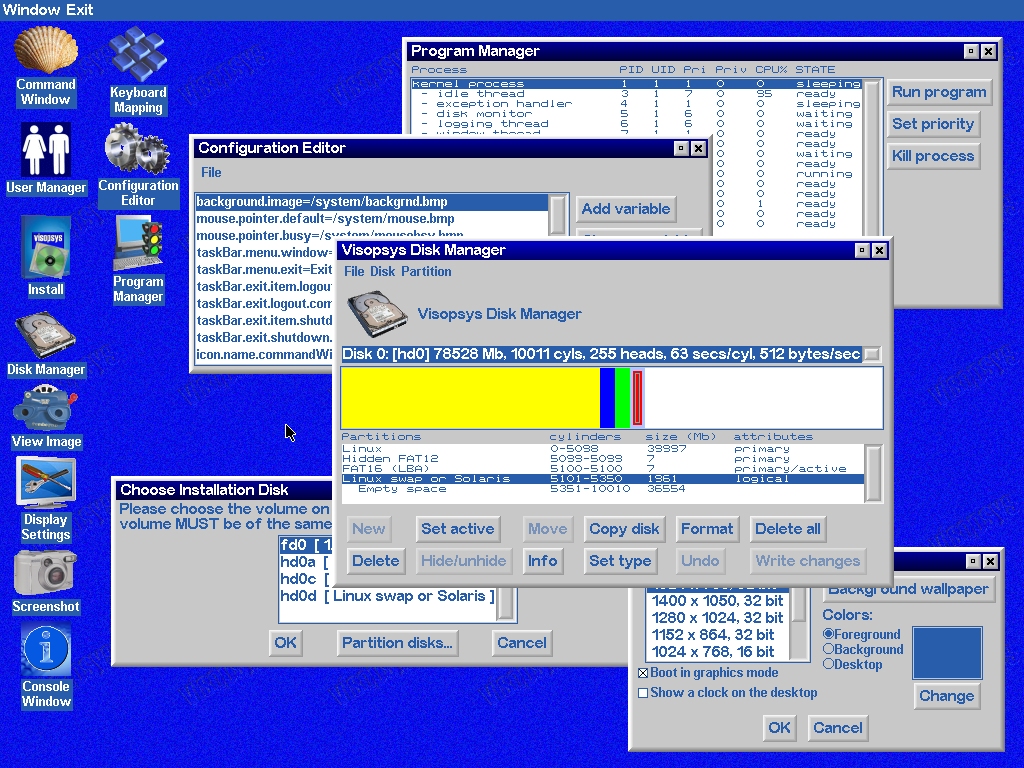 Window Exit
Command
Window
Keyboard
Mapping
User Manager
Configuration
Editor
VISOPSYS
Install
Program
Manager
Disk Manager
View Image
Display
Settings
Screenshot
Console
Window
Program Manager
Process PID UID Pri Priv CPU% STATE
kernel process 1 1 1 0 0 sleeping
- idle thread 3 1 7 0 95 ready
- exception handler 4 1 1 0 0 sleeping
- disk monitor 5 1 6 0 0 waiting
- logging thread 6 1 6 0 0 waiting
- window thread 7 1 1 0 0 ready
0 0 ready
0 0 waiting
0 0 ready
0 0 running
0 0 ready
0 0 ready
0 1 ready
0 0 ready
0 0 ready
Run program
Set priority
Kill process
Configuration Editor
File
background.image=/system/backgrnd.bmp
mouse.pointer.default=/system/mouse.bmp
mouse.pointer.busy=/system/mousebsy.bmp
taskBar.menu.window=
taskBar.menu.exit=Exit
taskBar.exit.item.logou
taskBar.exit.logout.com
taskBar.exit.item.shutd
taskBar.exit.shutdown.
icon.name.commandWi
Add variable
Visopsys Disk Manager
File Disk Partition
Visopsys Disk Manager
Disk 0: [hd0] 78528 Mb, 10011 cyls, 255 heads, 63 secs/cyl, 512 bytes/sec
Partitions cylinders size (Mb) attributes
Linux 0-5098 39997 primary
Hidden FAT12 5099-5099 7 primary
FAT16 (LBA) 5100-5100 7 primary/active
Linux swap or Solaris 5101-5350 1961 logical
Empty space 5351-10010 36554
New Set active Move Copy disk Format Delete all
Delete Hide/unhide Info Set type Undo Write changes
Choose Installation Disk
Please choose the volume on
volume MUST be of the same
fd0 [ 1
hd0a [
hd0c [
hd0d [ Linux swap or Solaris ]
OK Partition disks... Cancel
1400 x 1050, 32 bit
1280 x 1024, 32 bit
1152 x 864, 32 bit
1024 x 768, 16 bit
Boot in graphics mode
Show a clock on the desktop
Background wallpaper
Colors:
Foreground
Background
Desktop
Change
OK Cancel